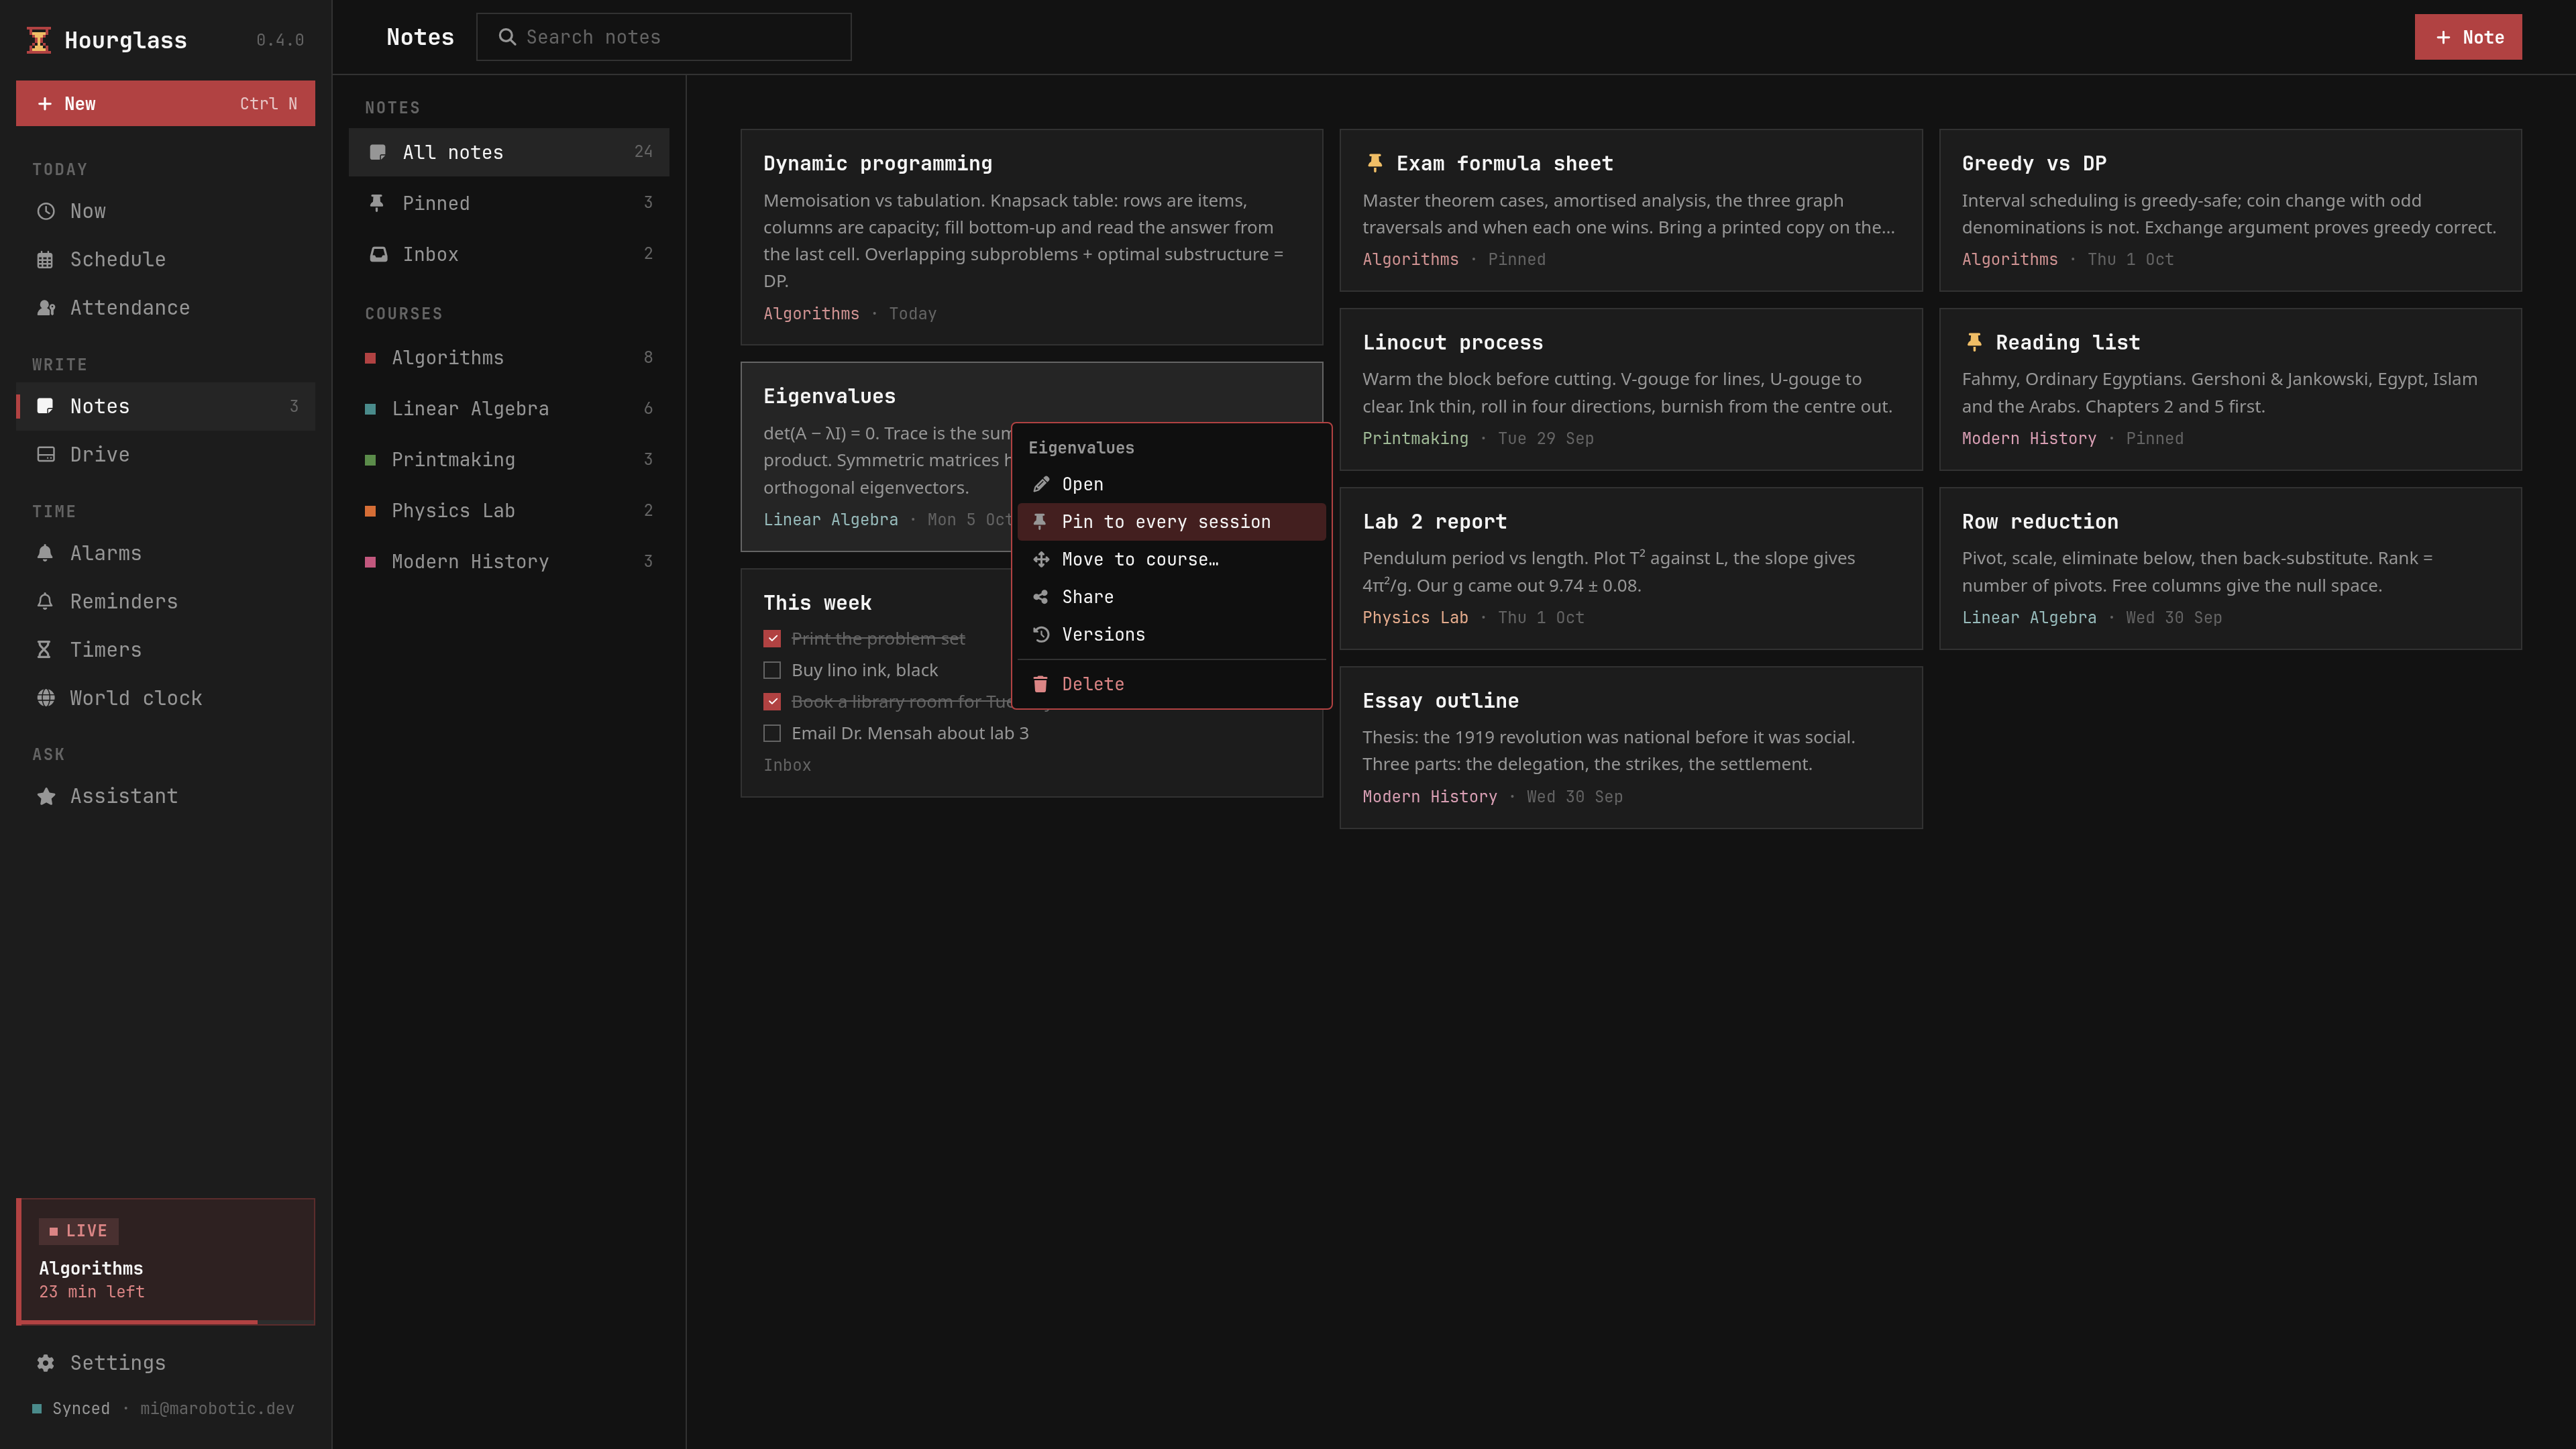 Hourglass 0.4.0
New Ctrl N
TODAY
Now
Schedule
Attendance
WRITE
Notes 3
Drive
TIME
Alarms
Reminders
Timers
World clock
ASK
Assistant
LIVE
Algorithms
23 min left
Settings
Synced · mi@marobotic.dev
Notes
Search notes
Note
NOTES
All notes 24
Pinned 3
Inbox 2
COURSES
Algorithms 8
Linear Algebra 6
Printmaking 3
Physics Lab 2
Modern History 3
Dynamic programming
Memoisation vs tabulation. Knapsack table: rows are items,
columns are capacity; fill bottom-up and read the answer from
the last cell. Overlapping subproblems + optimal substructure =
DP.
Algorithms · Today
Eigenvalues
det(A − λI) = 0. Trace is the sum
product. Symmetric matrices
orthogonal eigenvectors.
Linear Algebra · Mon 5 Oct
This week
Print the problem set
Buy lino ink, black
Book a library room for
Email Dr. Mensah about lab 3
Inbox
Eigenvalues
Open
Pin to every session
Move to course…
Share
Versions
Delete
Exam formula sheet
Master theorem cases, amortised analysis, the three graph
traversals and when each one wins. Bring a printed copy on the…
Algorithms · Pinned
Linocut process
Warm the block before cutting. V-gouge for lines, U-gouge to
clear. Ink thin, roll in four directions, burnish from the centre out.
Printmaking · Tue 29 Sep
Lab 2 report
Pendulum period vs length. Plot T² against L, the slope gives
4π²/g. Our g came out 9.74 ± 0.08.
Physics Lab · Thu 1 Oct
Essay outline
Thesis: the 1919 revolution was national before it was social.
Three parts: the delegation, the strikes, the settlement.
Modern History · Wed 30 Sep
Greedy vs DP
Interval scheduling is greedy-safe; coin change with odd
denominations is not. Exchange argument proves greedy correct.
Algorithms · Thu 1 Oct
Reading list
Fahmy, Ordinary Egyptians. Gershoni & Jankowski, Egypt, Islam
and the Arabs. Chapters 2 and 5 first.
Modern History · Pinned
Row reduction
Pivot, scale, eliminate below, then back-substitute. Rank =
number of pivots. Free columns give the null space.
Linear Algebra · Wed 30 Sep